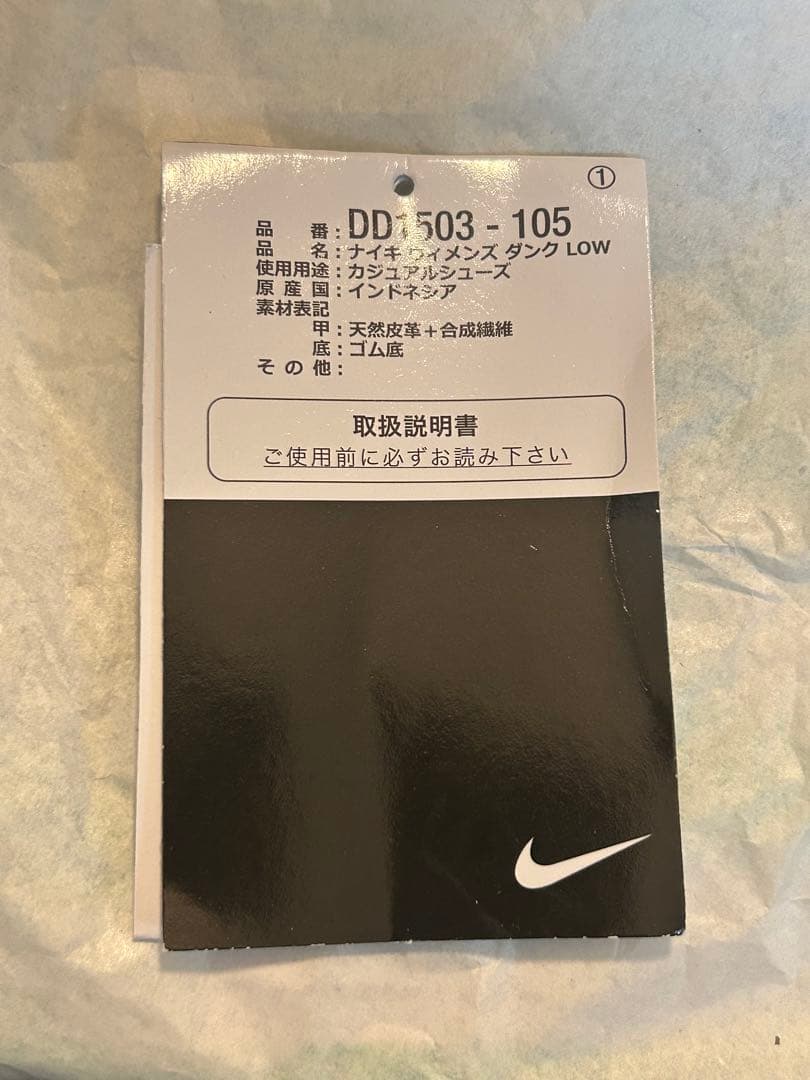 ①
品番：DD1503 - 105
品名：ナイキ ウィメンズ ダンク LOW
使用用途：カジュアルシューズ
原産国：インドネシア
素材表記
甲：天然皮革＋合成繊維
底：ゴム底
その他：
取扱説明書
ご使用前に必ずお読み下さい